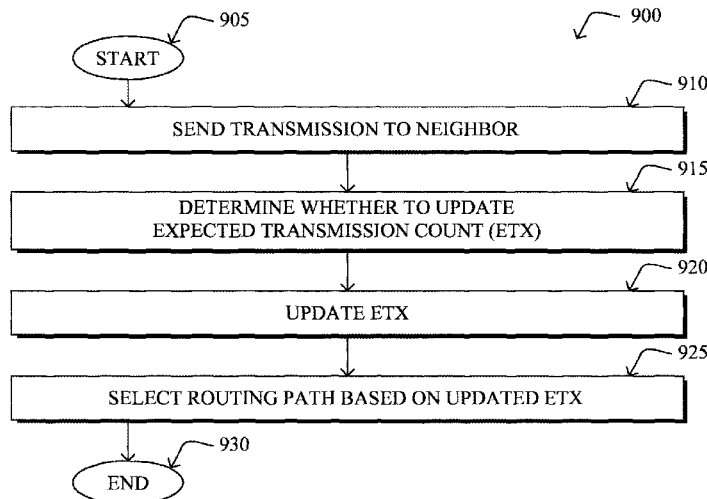 905
900
START
910
SEND TRANSMISSION TO NEIGHBOR
915
DETERMINE WHETHER TO UPDATE
EXPECTED TRANSMISSION COUNT (ETX)
920
UPDATE ETX
925
SELECT ROUTING PATH BASED ON UPDATED ETX
930
END